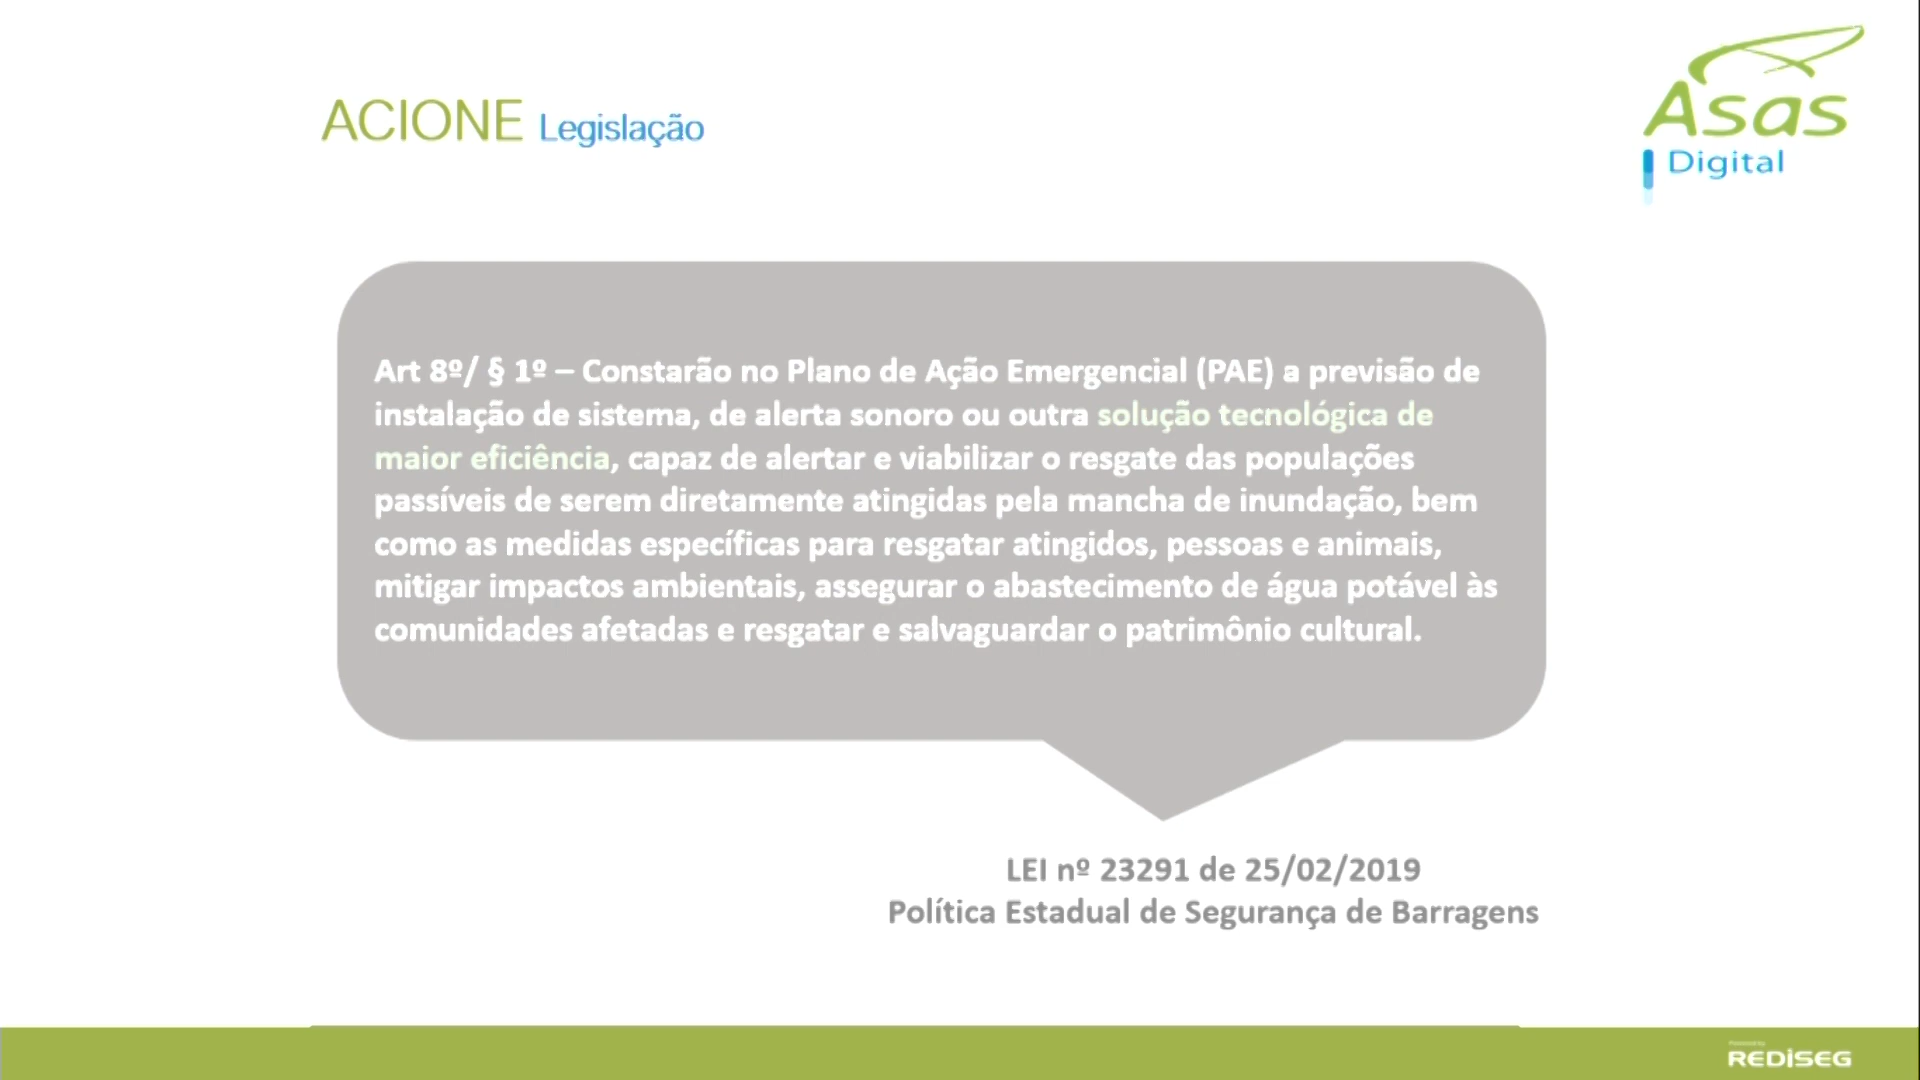 ACIONE Legislação
Asas
Digital
Art 8º/ § 1º – Constarão no Plano de Ação Emergencial (PAE) a previsão de
instalação de sistema, de alerta sonoro ou outra solução tecnológica de
maior eficiência, capaz de alertar e viabilizar o resgate das populações
passíveis de serem diretamente atingidas pela mancha de inundação, bem
como as medidas específicas para resgatar atingidos, pessoas e animais,
mitigar impactos ambientais, assegurar o abastecimento de água potável às
comunidades afetadas e resgatar e salvaguardar o patrimônio cultural.
LEI nº 23291 de 25/02/2019
Política Estadual de Segurança de Barragens
REDISEG